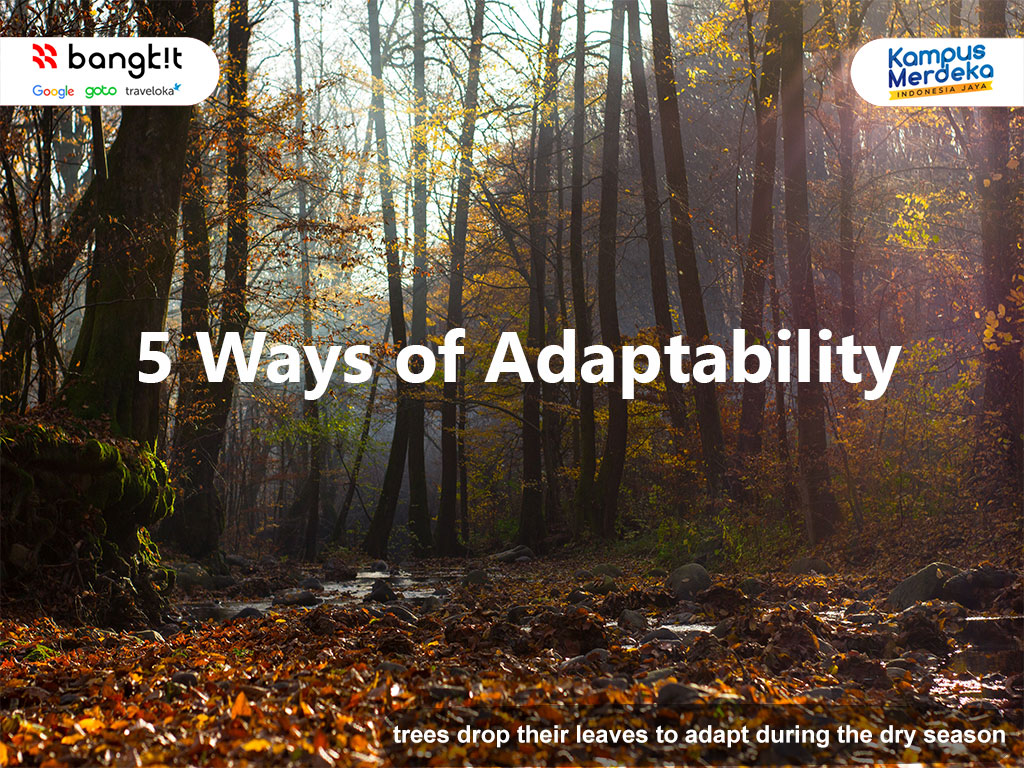 bangk!t
Google goto traveloka
Kampus
Merdeka
INDONESIA JAYA
5 Ways of Adaptability
trees drop their leaves to adapt during the dry season